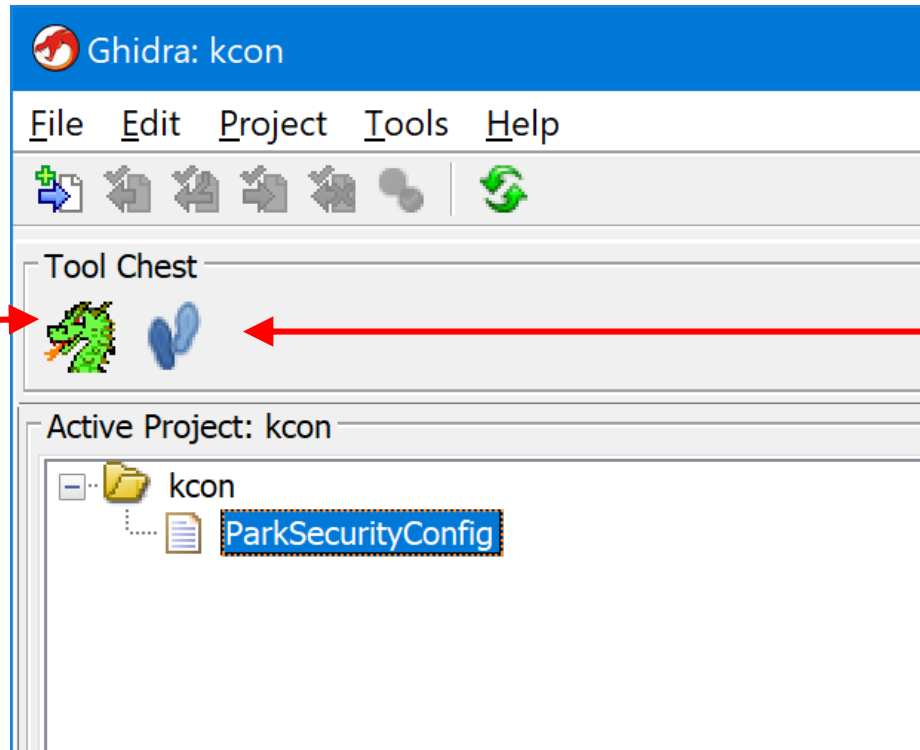 Ghidra: kcon
File Edit Project Tools Help
Tool Chest
Active Project: kcon
kcon
ParkSecurityConfig